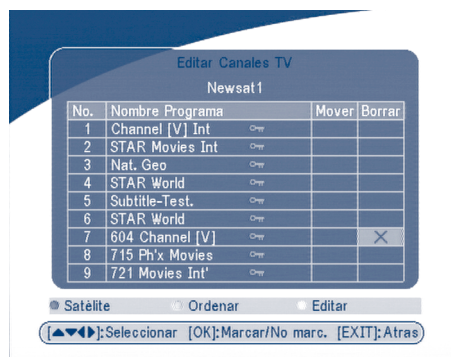 Editar Canales TV
Newsat1
No. Nombre Programa Mover Borrar
1 Channel [V] Int
2 STAR Movies Int
3 Nat. Geo
4 STAR World
5 Subtitle-Test.
6 STAR World
7 604 Channel [V]
8 715 Ph'x Movies
9 721 Movies Int'
Satèlite Ordenar Editar
[▲▼◀▶]:Seleccionar [OK]:Marcar/No marc. [EXIT]:Atras